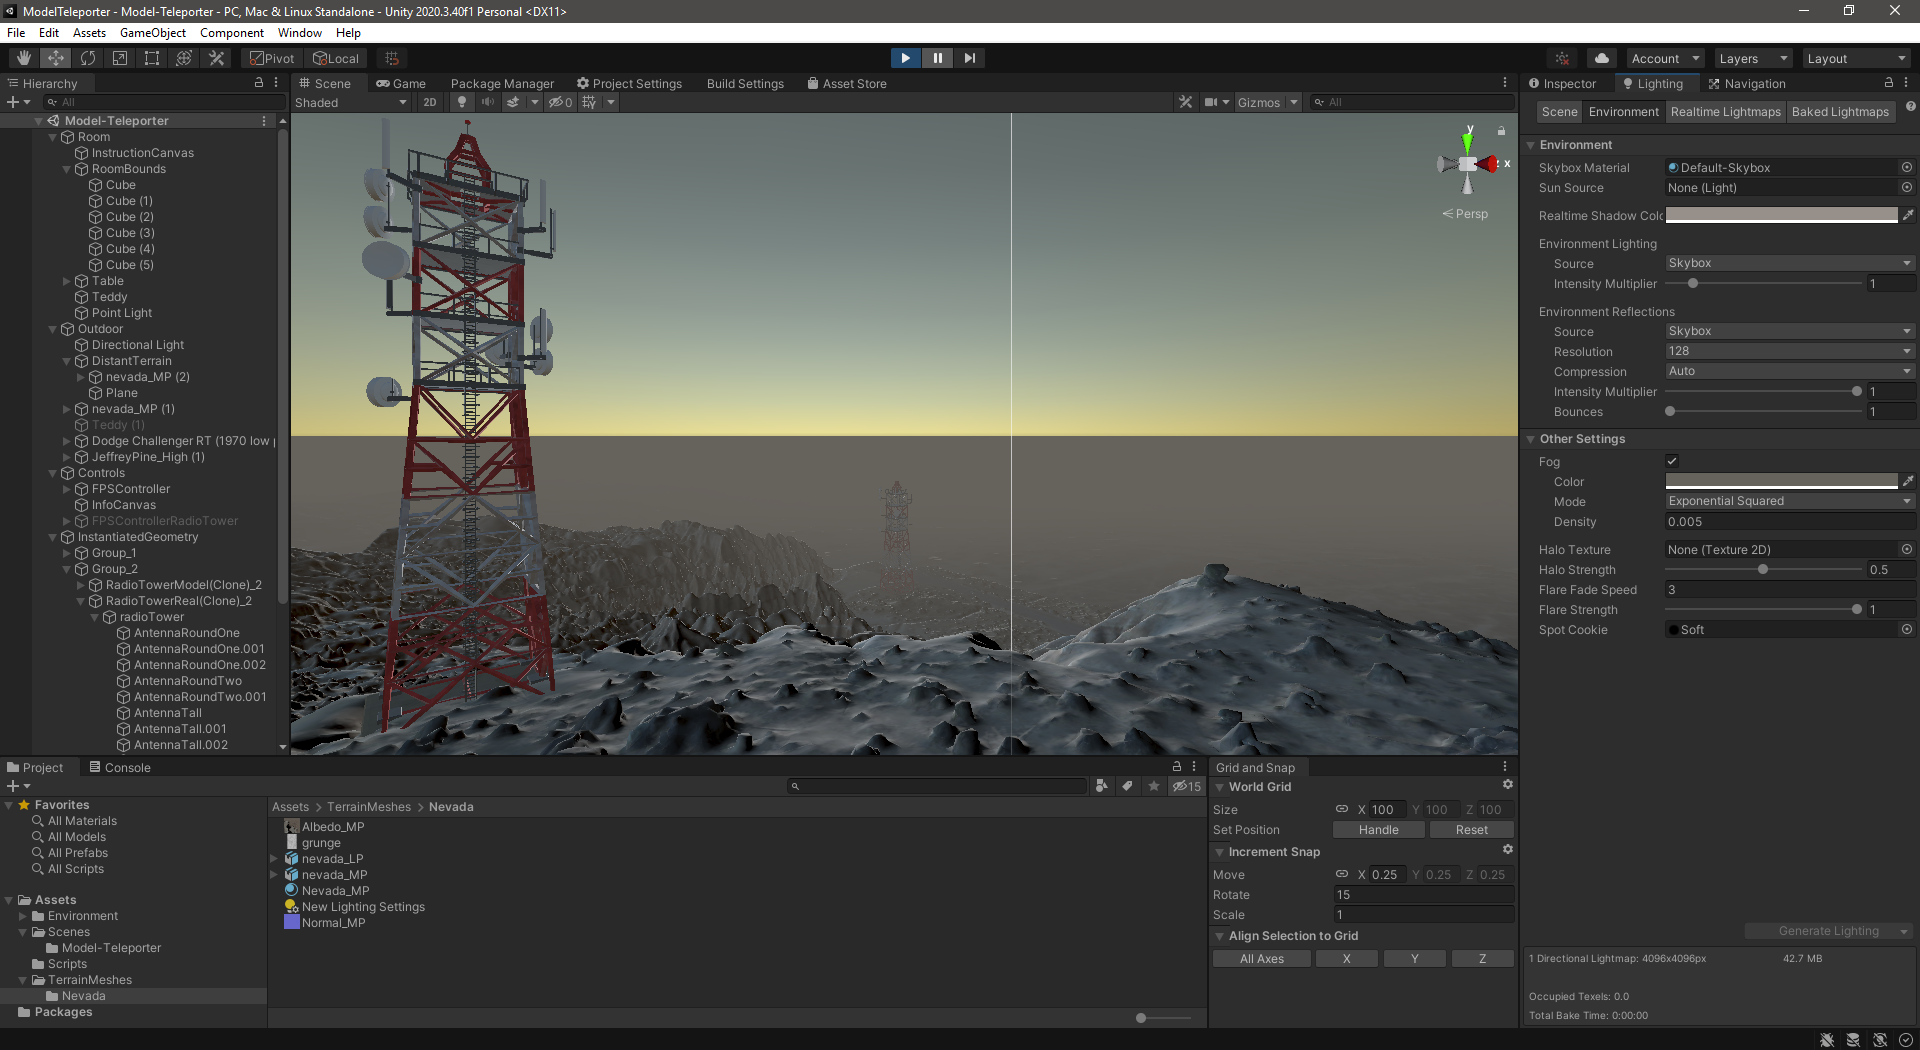 ModelTeleporter - Model-Teleporter - PC, Mac & Linux Standalone - Unity 2020.3.40f1 Personal <DX11>
File Edit Assets GameObject Component Window Help
Pivot Local Account Layers Layout
Hierarchy
All
Model-Teleporter
Room
InstructionCanvas
RoomBounds
Cube
Cube (1)
Cube (2)
Cube (3)
Cube (4)
Cube (5)
Table
Teddy
Point Light
Outdoor
Directional Light
DistantTerrain
nevada_MP (2)
Plane
nevada_MP (1)
Teddy (1)
Dodge Challenger RT (1970 low
JeffreyPine_High (1)
Controls
FPSController
InfoCanvas
FPSControllerRadioTower
InstantiatedGeometry
Group_1
Group_2
RadioTowerModel(Clone)_2
RadioTowerReal(Clone)_2
radioTower
AntennaRoundOne
AntennaRoundOne.001
AntennaRoundOne.002
AntennaRoundTwo
AntennaRoundTwo.001
AntennaTall
AntennaTall.001
AntennaTall.002
Scene Game Package Manager Project Settings Build Settings Asset Store
Shaded 2D 0 Gizmos All
y
x
Persp
Inspector Lighting Navigation
Scene Environment Realtime Lightmaps Baked Lightmaps
Environment
Skybox Material Default-Skybox
Sun Source None (Light)
Realtime Shadow Colo
Environment Lighting
Source Skybox
Intensity Multiplier 1
Environment Reflections
Source Skybox
Resolution 128
Compression Auto
Intensity Multiplier 1
Bounces 1
Other Settings
Fog
Color
Mode Exponential Squared
Density 0.005
Halo Texture None (Texture 2D)
Halo Strength 0.5
Flare Fade Speed 3
Flare Strength 1
Spot Cookie Soft
Generate Lighting
1 Directional Lightmap: 4096x4096px 42.7 MB
Occupied Texels: 0.0
Total Bake Time: 0:00:00
Project Console
15
Favorites
All Materials
All Models
All Prefabs
All Scripts
Assets
Environment
Scenes
Model-Teleporter
Scripts
TerrainMeshes
Nevada
Packages
Assets > TerrainMeshes > Nevada
Albedo_MP
grunge
nevada_LP
nevada_MP
Nevada_MP
New Lighting Settings
Normal_MP
Grid and Snap
World Grid
Size X 100 Y 100 Z 100
Set Position Handle Reset
Increment Snap
Move X 0.25 Y 0.25 Z 0.25
Rotate 15
Scale 1
Align Selection to Grid
All Axes X Y Z